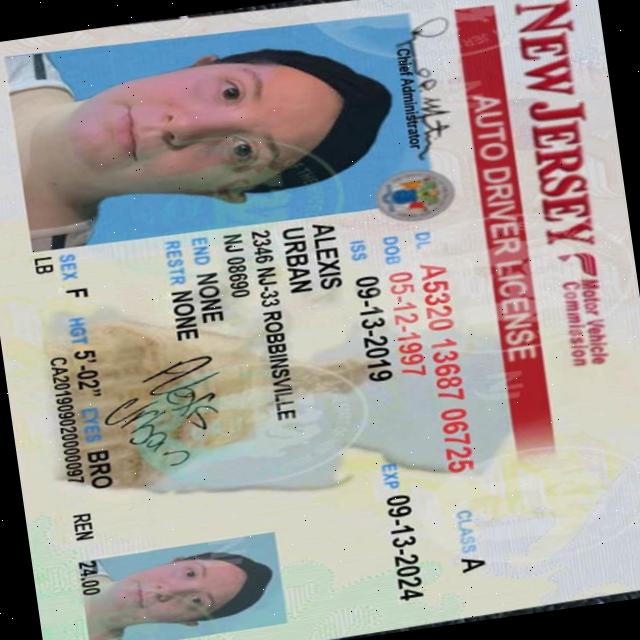 NEW JERSEY
Motor Vehicle
Commission
AUTO DRIVER LICENSE
Chief Administrator
DL A5320 13687 06725
CLASS A
DOB 05-12-1997
ISS 09-13-2019
EXP 09-13-2024
ALEXIS
URBAN
2346 NJ-33 ROBBINSVILLE
NJ 08690
END NONE
RESTR NONE
Alexis
Urban
SEX F HGT 5'-02" EYES BRO
LB
CA201909020000097
REN 24.00